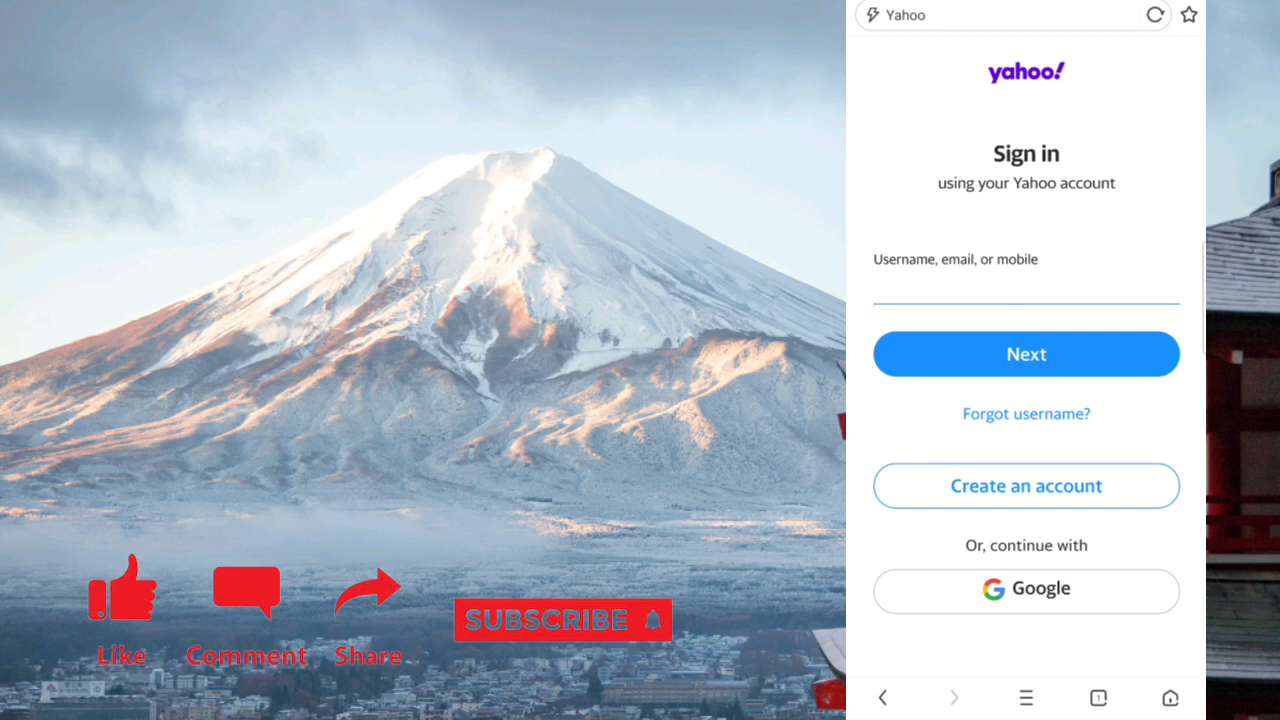 Yahoo
yahoo!
Sign in
using your Yahoo account
Username, email, or mobile
Next
Forgot username?
Create an account
Or, continue with
Google
1
SUBSCRIBE
Like Comment Share